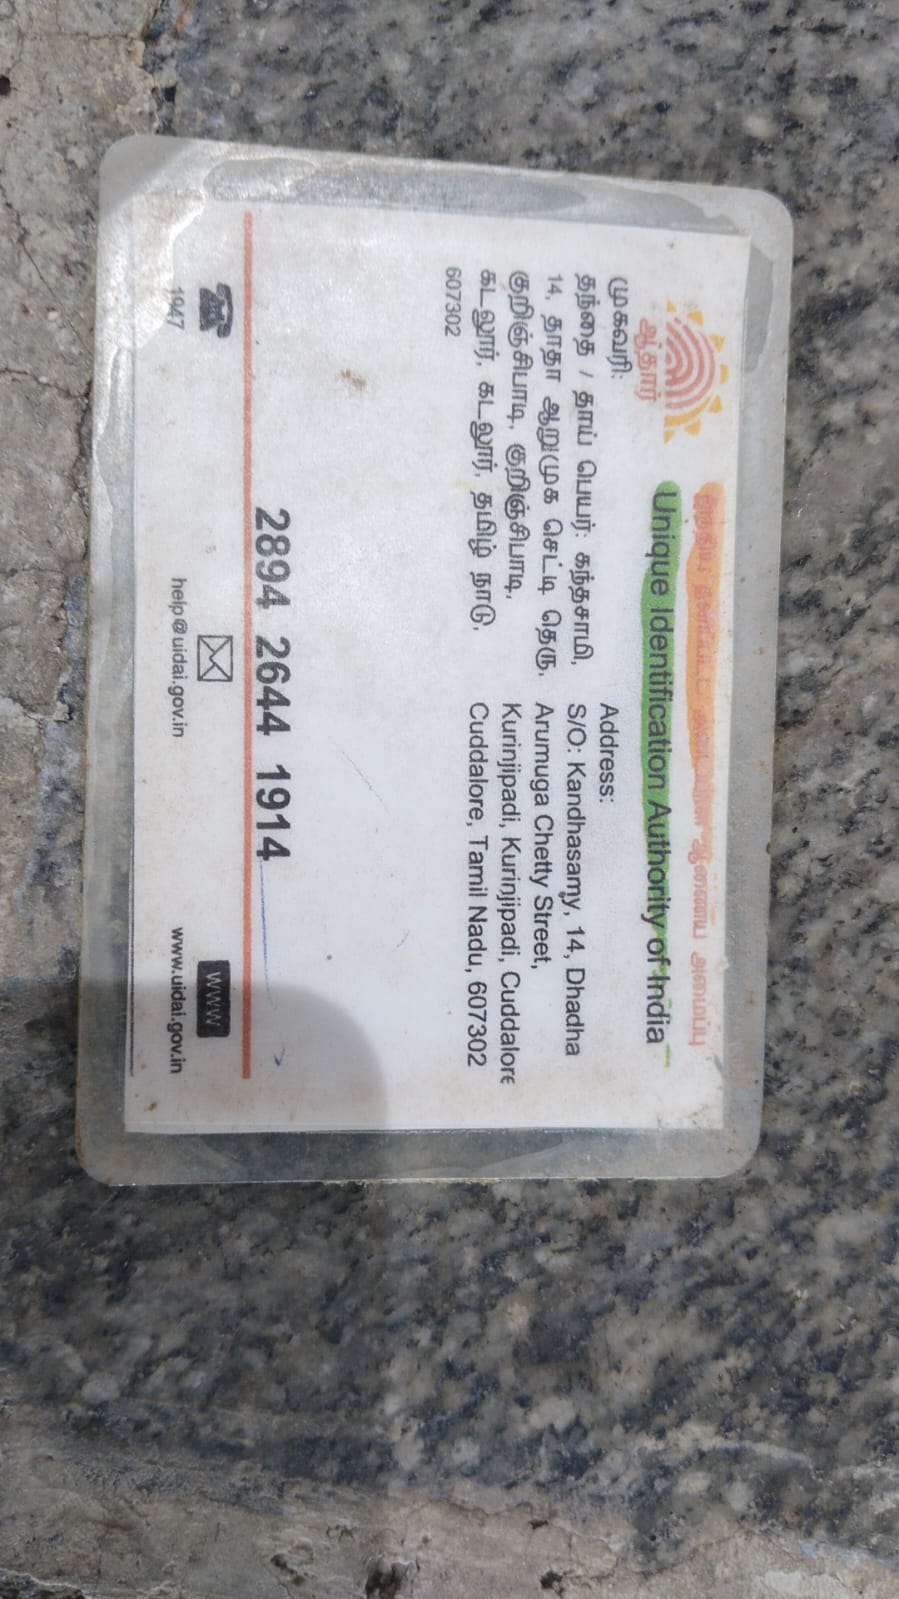 இந்திய தனிப்பட்ட அடையாள ஆணைய அமைப்பு
Unique Identification Authority of India
ஆதார்
முகவரி:
தந்தை / தாய் பெயர்: கந்தசாமி,
14, தாதா ஆறுமுக செட்டி தெரு,
குறிஞ்சிபாடி, குறிஞ்சிபாடி,
கடலூர், கடலூர், தமிழ் நாடு,
607302
Address:
S/O: Kandhasamy, 14, Dhadha
Arumuga Chetty Street,
Kurinjipadi, Kurinjipadi, Cuddalore
Cuddalore, Tamil Nadu, 607302
2894 2644 1914
1947
help@uidai.gov.in
WWW
www.uidai.gov.in